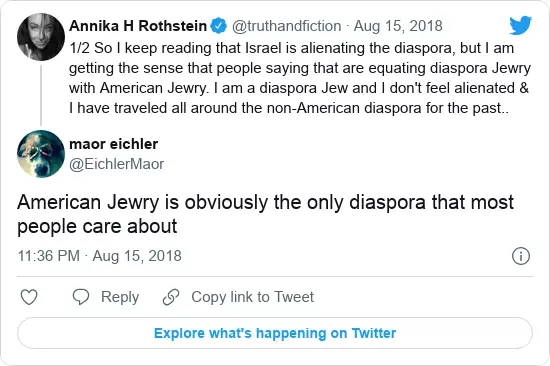 Annika H Rothstein @truthandfiction · Aug 15, 2018
1/2 So I keep reading that Israel is alienating the diaspora, but I am
getting the sense that people saying that are equating diaspora Jewry
with American Jewry. I am a diaspora Jew and I don't feel alienated &
I have traveled all around the non-American diaspora for the past..
maor eichler
@EichlerMaor
American Jewry is obviously the only diaspora that most
people care about
11:36 PM · Aug 15, 2018
Reply Copy link to Tweet
Explore what's happening on Twitter